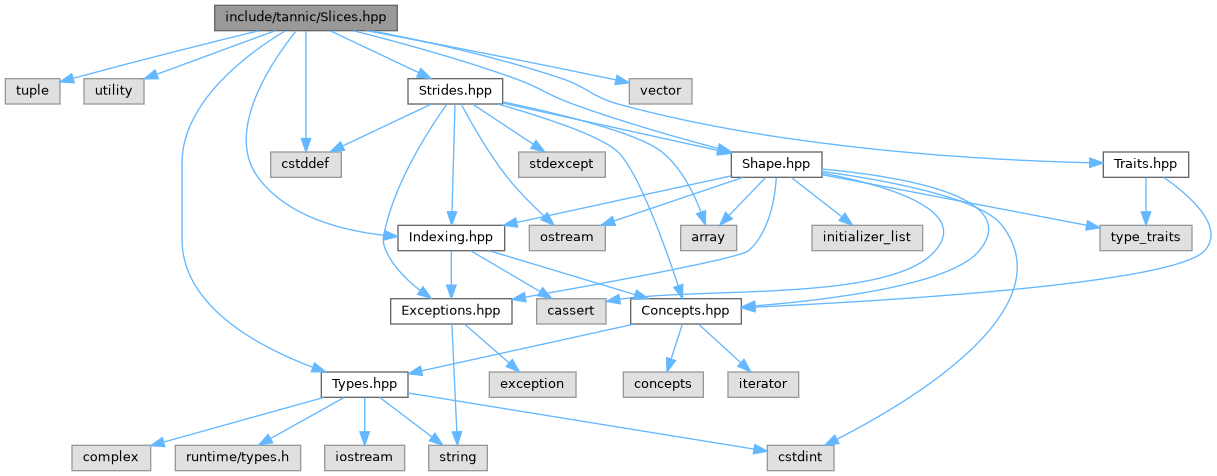 include/tannic/Slices.hpp
tuple
utility
Strides.hpp
vector
cstddef
stdexcept
Shape.hpp
Traits.hpp
Indexing.hpp
ostream
array
initializer_list
type_traits
Exceptions.hpp
cassert
Concepts.hpp
Types.hpp
exception
concepts
iterator
complex
runtime/types.h
iostream
string
cstdint